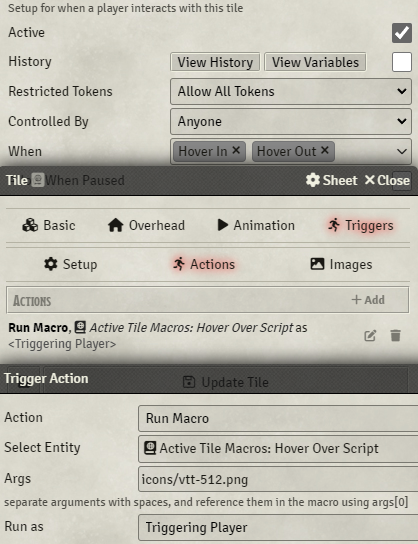 Setup for when a player interacts with this tile
Active
History View History View Variables
Restricted Tokens Allow All Tokens
Controlled By Anyone
When Hover In × Hover Out ×
Tile When Paused Sheet × Close
Basic Overhead Animation Triggers
Setup Actions Images
Actions + Add
Run Macro, Active Tile Macros: Hover Over Script as
<Triggering Player>
Trigger Action Update Tile
Action Run Macro
Select Entity Active Tile Macros: Hover Over Script
Args icons/vtt-512.png
separate arguments with spaces, and reference them in the macro using args[0]
Run as Triggering Player